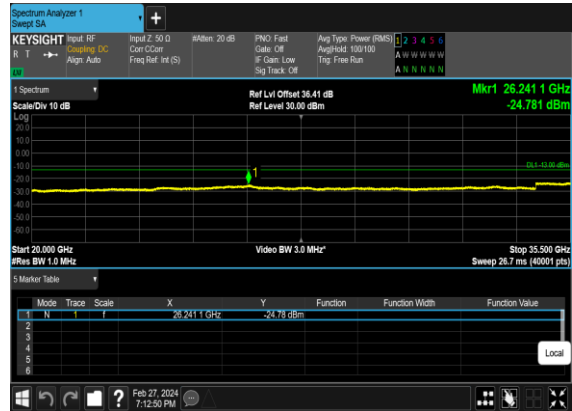 Spectrum Analyzer 1
Swept SA
+
KEYSIGHT Input: RF Input Z: 50 Ω #Atten: 20 dB PNO: Fast Avg Type: Power (RMS) 1 2 3 4 5 6
R T Coupling: DC Corr CCorr Gate: Off Avg|Hold: 100/100 A W W W W W
Align: Auto Freq Ref: Int (S) IF Gain: Low Trig: Free Run
LXI Sig Track: Off A N N N N N
1 Spectrum Ref Lvl Offset 36.41 dB Mkr1 26.241 1 GHz
Scale/Div 10 dB Ref Level 30.00 dBm -24.781 dBm
Log
20.0
10.0
0.00
-10.0 DL1 -13.00 dBm
1
-20.0
-30.0
-40.0
-50.0
-60.0
Start 20.000 GHz Video BW 3.0 MHz* Stop 35.500 GHz
#Res BW 1.0 MHz Sweep 26.7 ms (40001 pts)
5 Marker Table
Mode Trace Scale X Y Function Function Width Function Value
1 N 1 f 26.241 1 GHz -24.78 dBm
2
3
4
5
6
Local
? Feb 27, 2024
7:12:50 PM